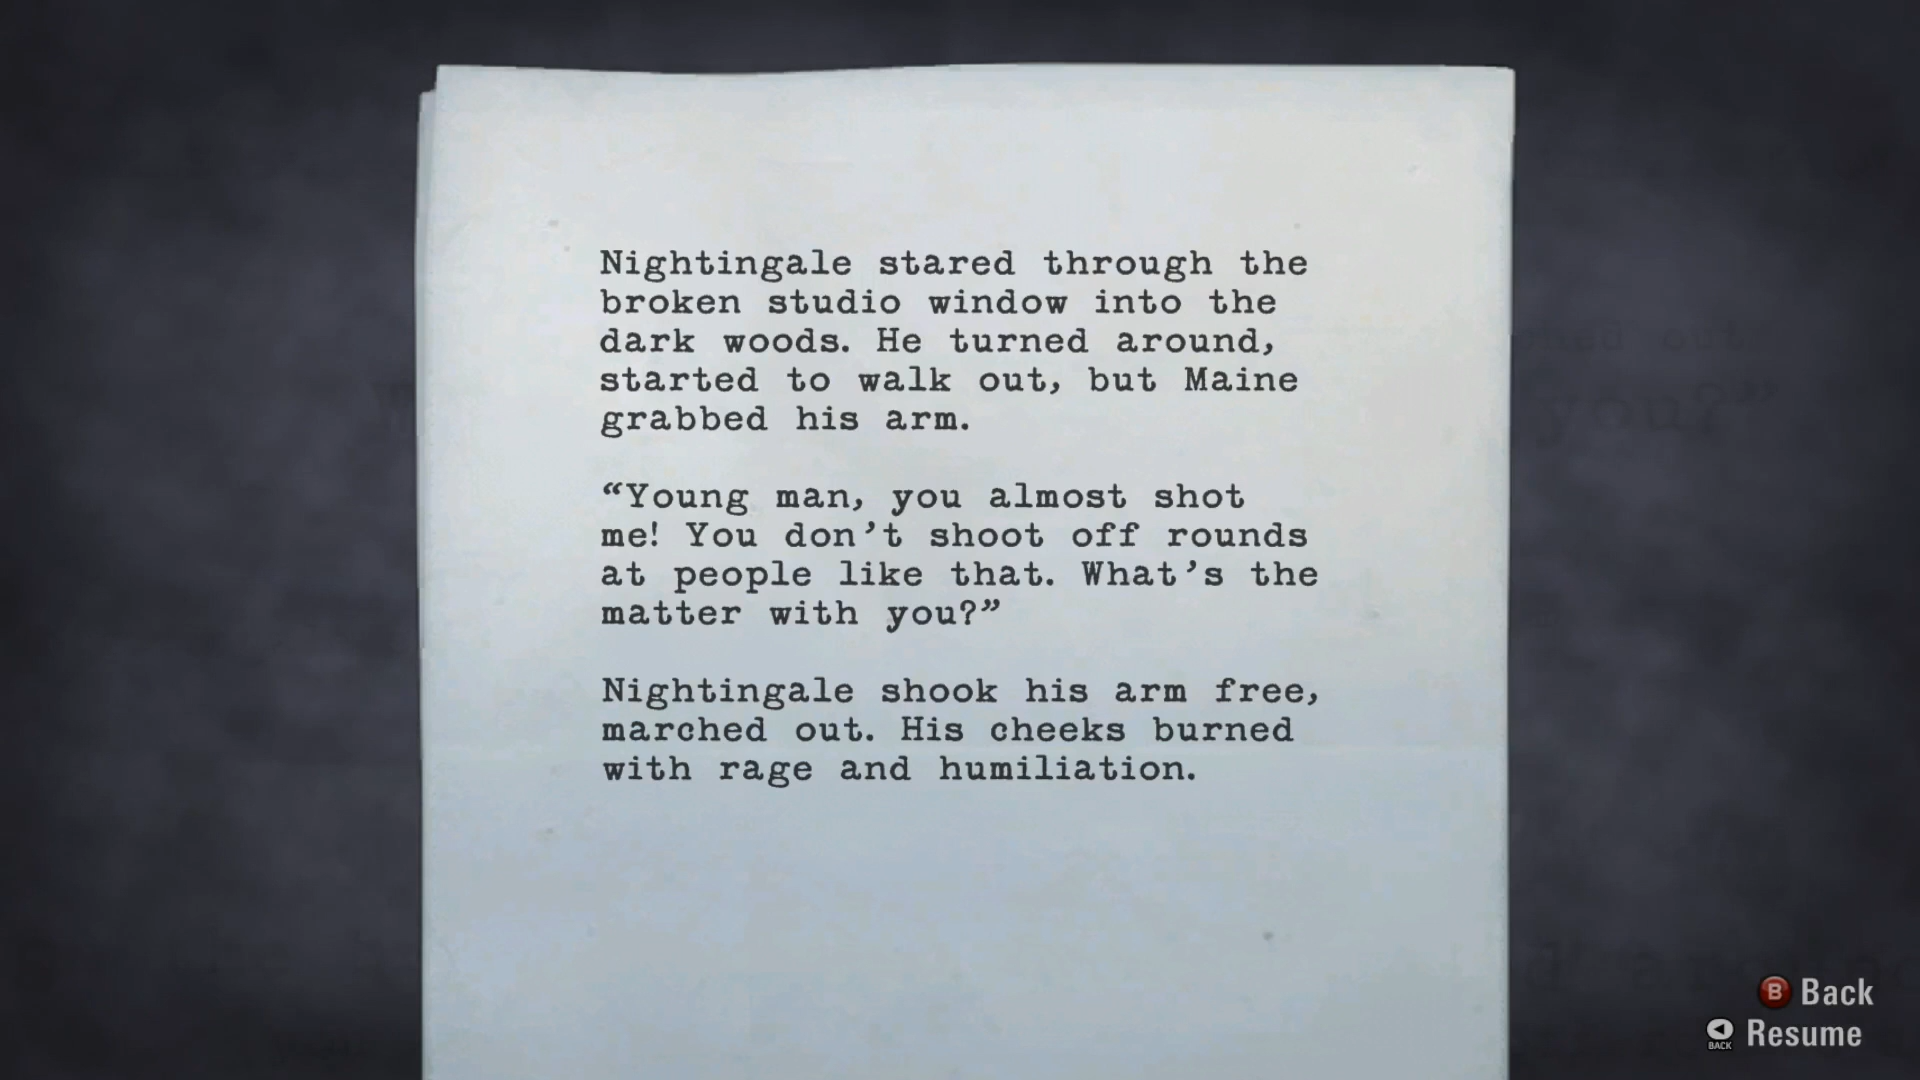 Nightingale stared through the
broken studio window into the
dark woods. He turned around,
started to walk out, but Maine
grabbed his arm.
“Young man, you almost shot
me! You don’t shoot off rounds
at people like that. What’s the
matter with you?”
Nightingale shook his arm free,
marched out. His cheeks burned
with rage and humiliation.
B Back
BACK Resume